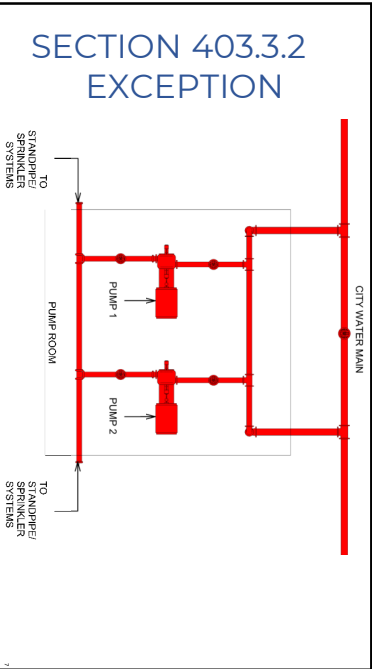 SECTION 403.3.2
EXCEPTION
CITY WATER MAIN
PUMP 1
PUMP 2
PUMP ROOM
TO
STANDPIPE/
SPRINKLER
SYSTEMS
TO
STANDPIPE/
SPRINKLER
SYSTEMS
7